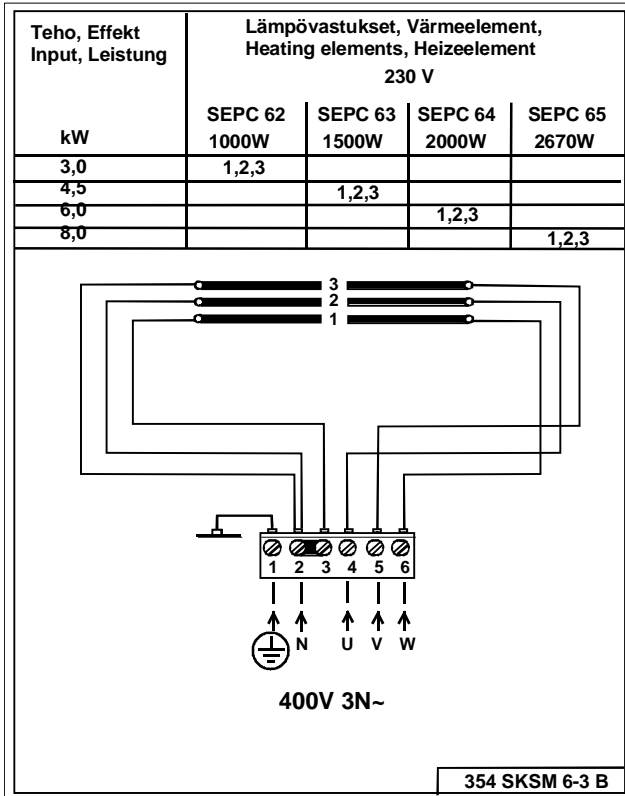 Teho, Effekt
Input, Leistung
Lämpövastukset, Värmeelement,
Heating elements, Heizeelement
230 V
kW
SEPC 62 SEPC 63 SEPC 64 SEPC 65
1000W 1500W 2000W 2670W
3,0 1,2,3
4,5 1,2,3
6,0 1,2,3
8,0 1,2,3
3
2
1
1 2 3 4 5 6
N U V W
400V 3N~
354 SKSM 6-3 B